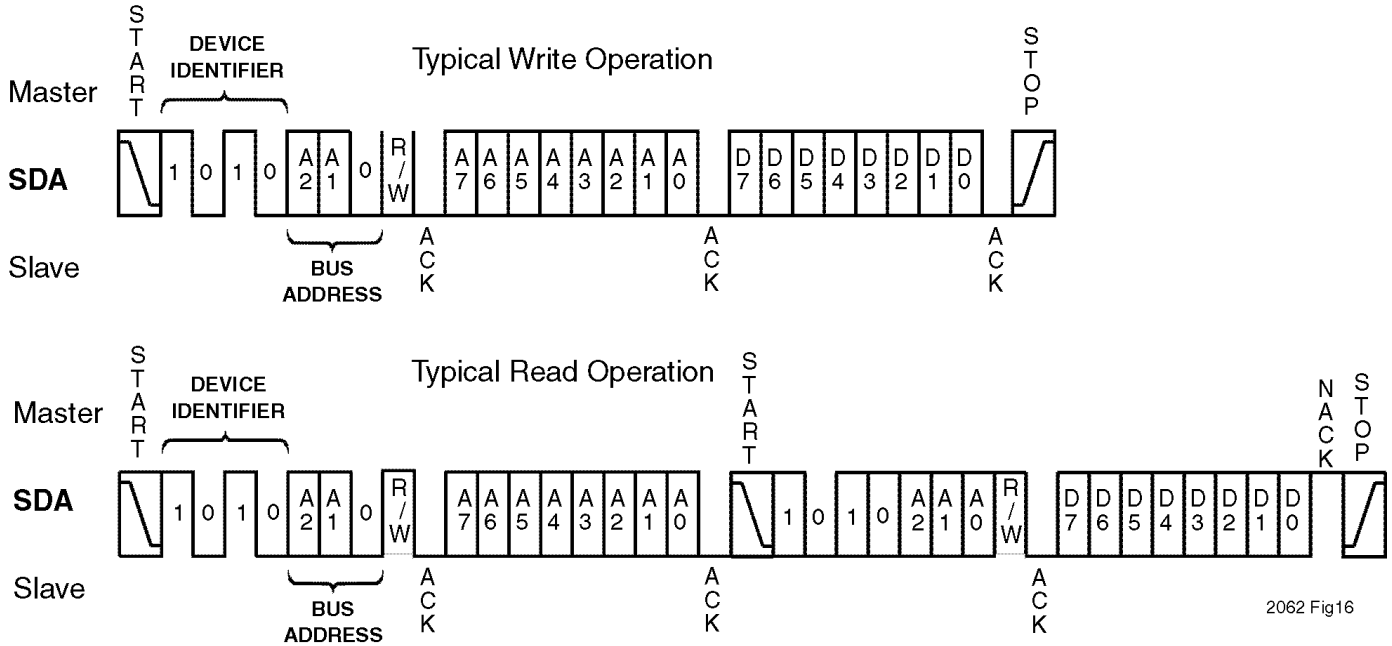 START
DEVICE
IDENTIFIER
Typical Write Operation
STOP
Master
SDA
1 0 1 0 A2 A1 0 R/W A7 A6 A5 A4 A3 A2 A1 A0 D7 D6 D5 D4 D3 D2 D1 D0
ACK ACK ACK
Slave
BUS
ADDRESS
START
DEVICE
IDENTIFIER
Typical Read Operation
START
NACK
STOP
Master
SDA
1 0 1 0 A2 A1 0 R/W A7 A6 A5 A4 A3 A2 A1 A0 1 0 1 0 A2 A1 A0 R/W D7 D6 D5 D4 D3 D2 D1 D0
ACK ACK ACK
Slave
BUS
ADDRESS
2062 Fig16